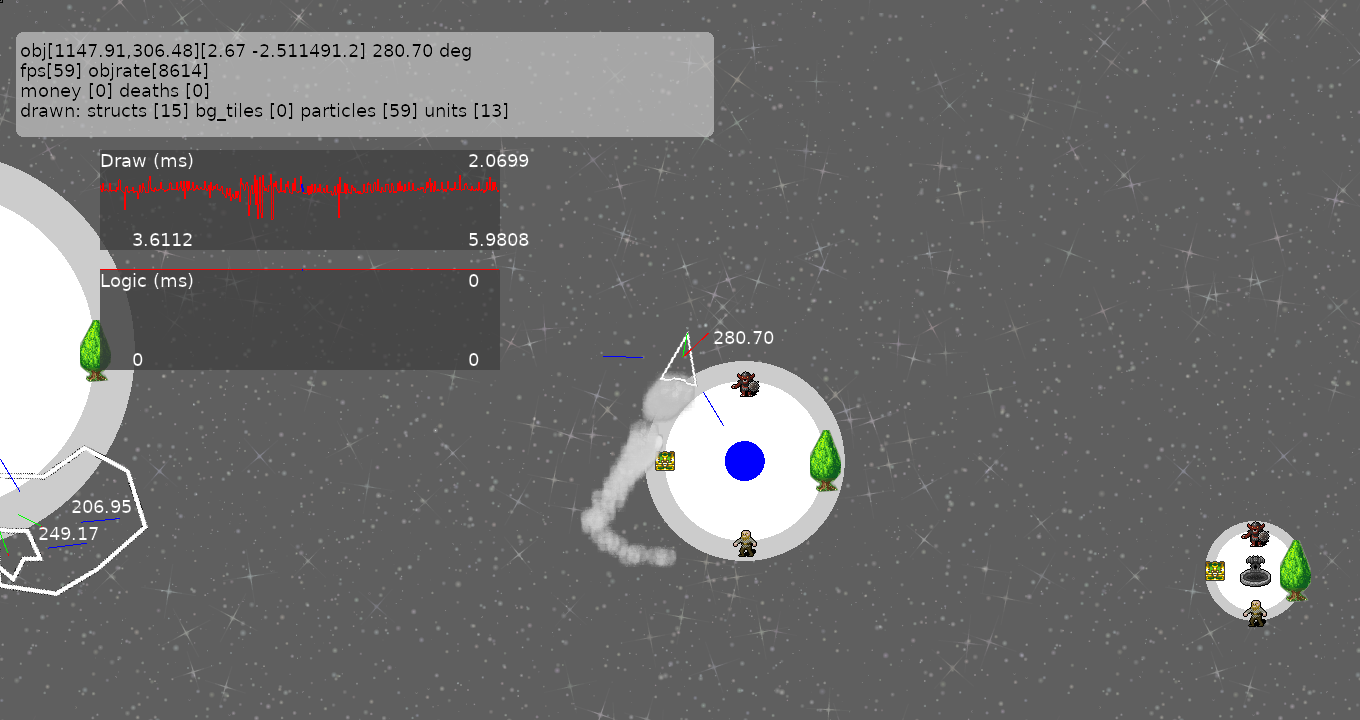 obj[1147.91,306.48][2.67 -2.511491.2] 280.70 deg
fps[59] objrate[8614]
money [0] deaths [0]
drawn: structs [15] bg_tiles [0] particles [59] units [13]
Draw (ms) 2.0699
3.6112 5.9808
Logic (ms) 0
280.70
0 0
206.95
249.17